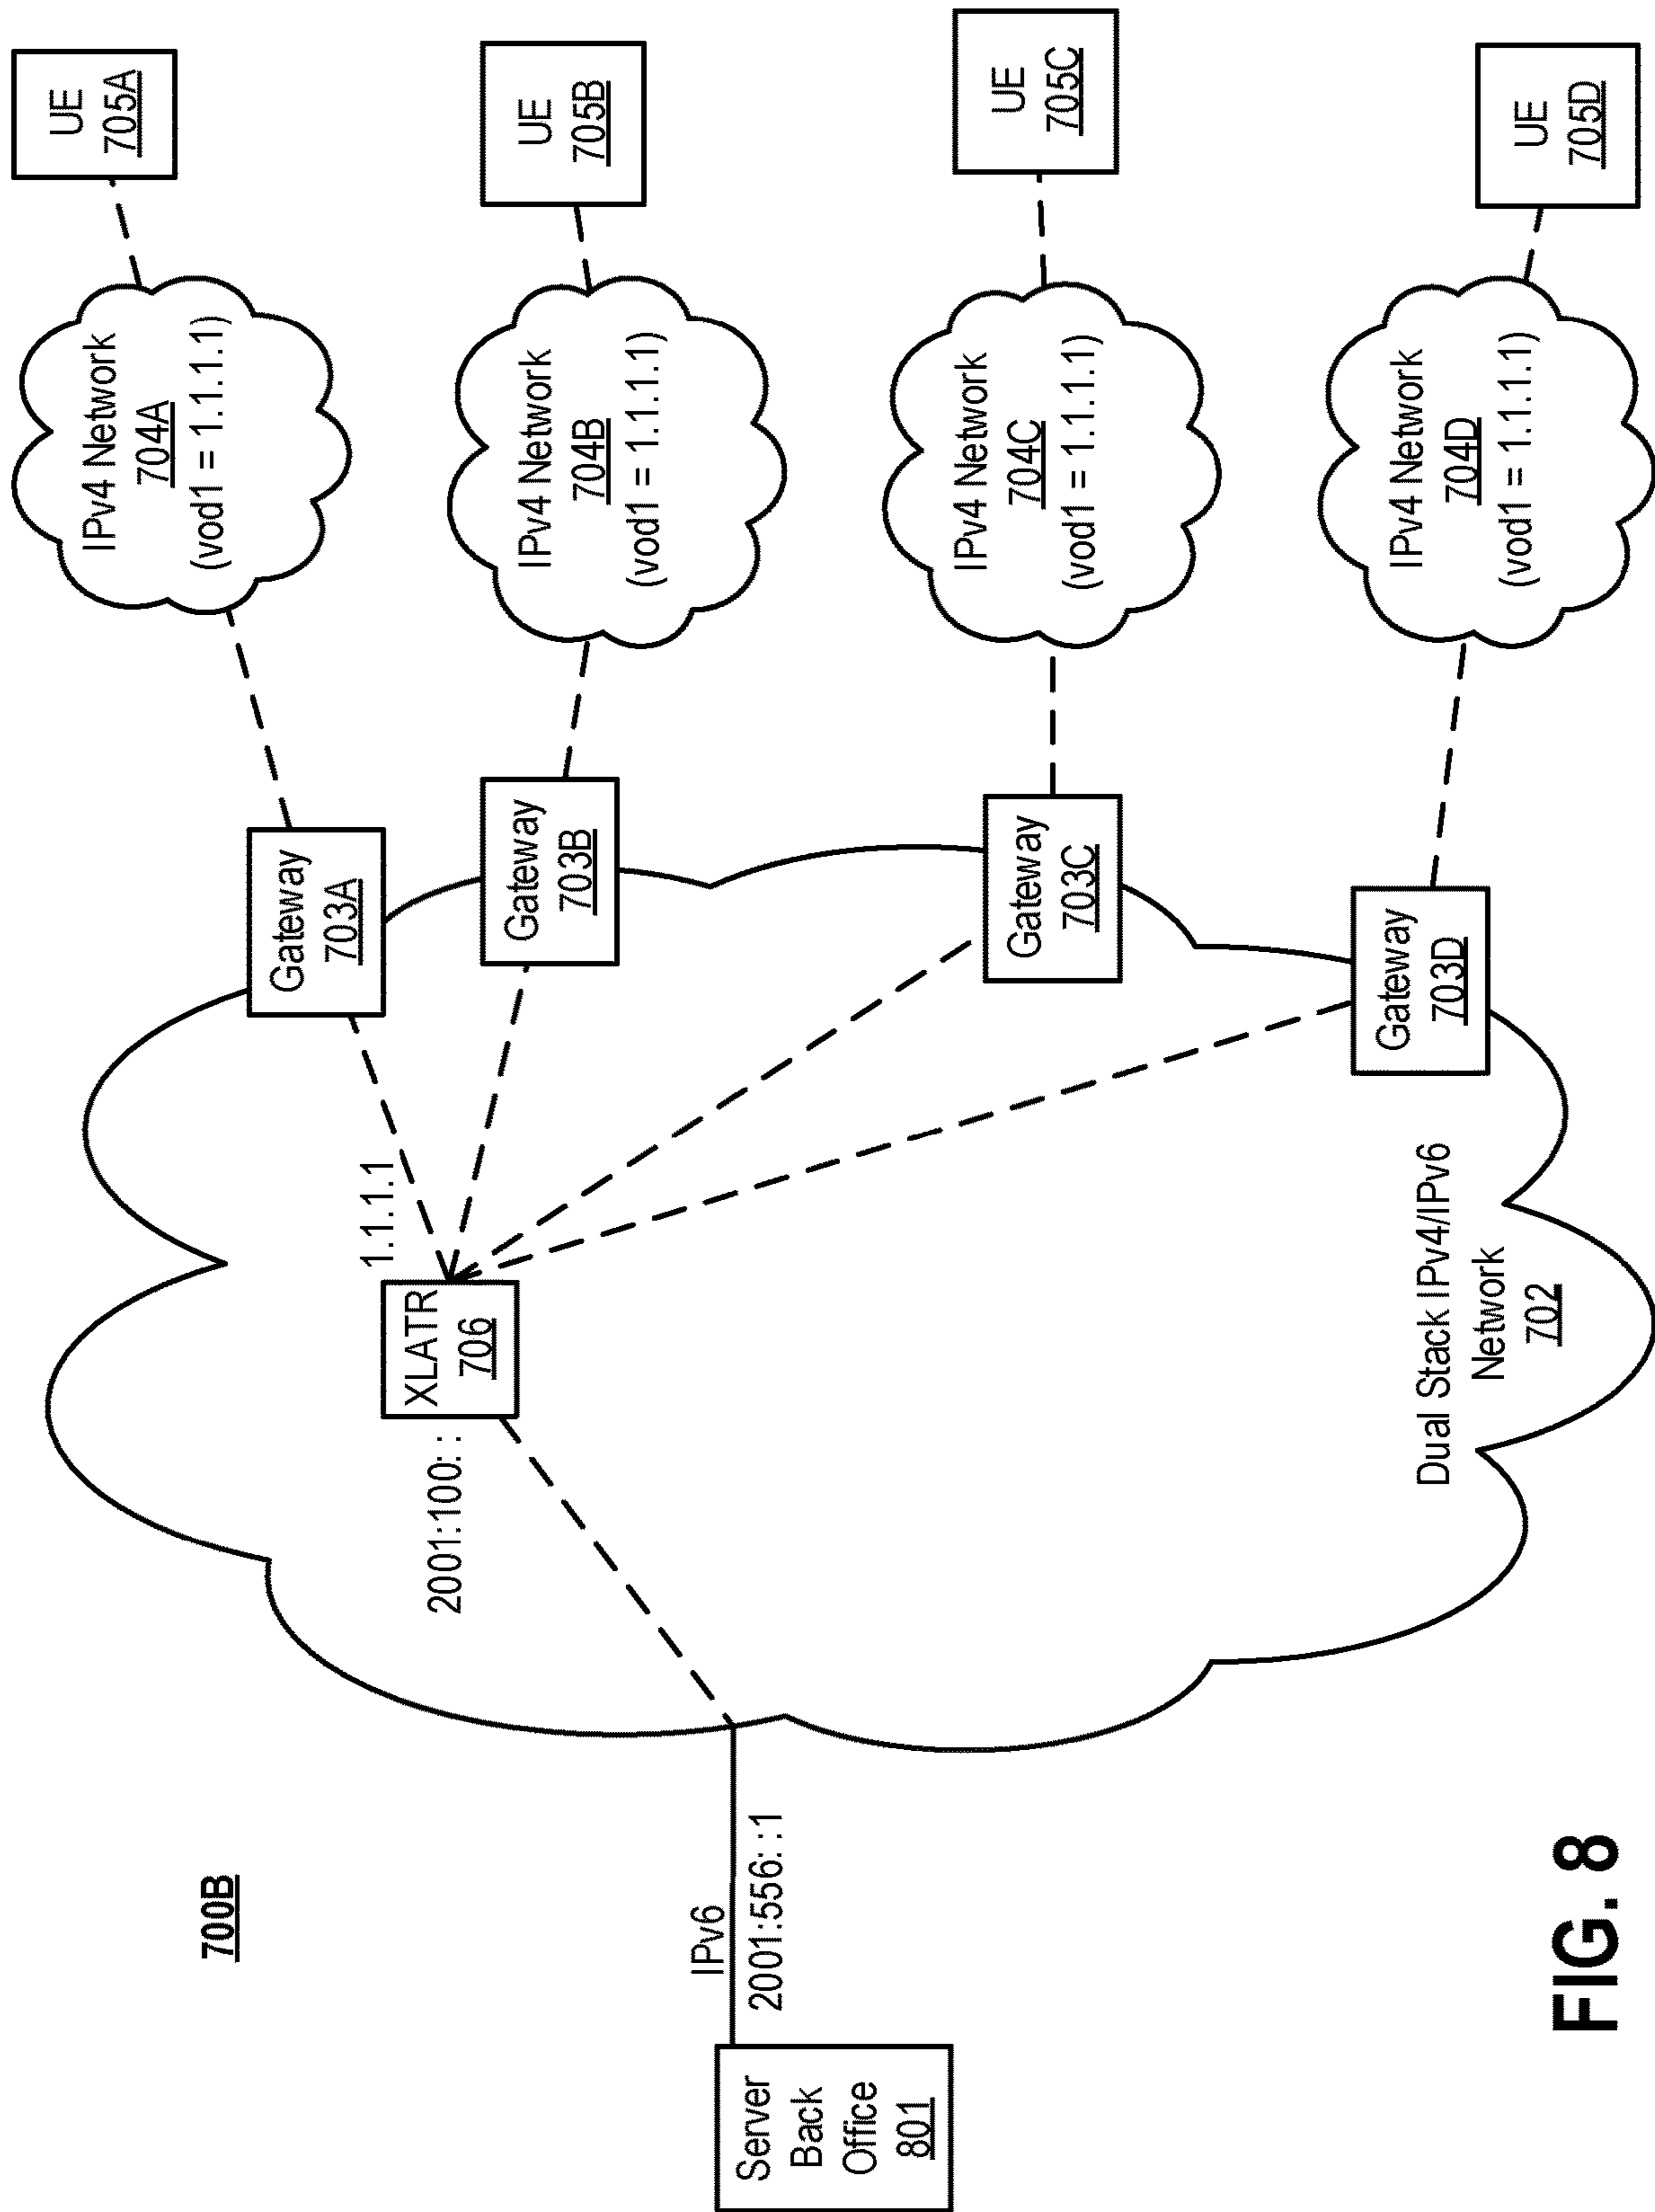 700B
Server
Back
Office
801
IPv6
2001:556: :1
2001:100: :
XLATR
706
1.1.1.1
Dual Stack IPv4/IPv6
Network
702
Gateway
703A
Gateway
703B
Gateway
703C
Gateway
703D
IPv4 Network
704A
(vod1 = 1.1.1.1)
IPv4 Network
704B
(vod1 = 1.1.1.1)
IPv4 Network
704C
(vod1 = 1.1.1.1)
IPv4 Network
704D
(vod1 = 1.1.1.1)
UE
705A
UE
705B
UE
705C
UE
705D
FIG. 8